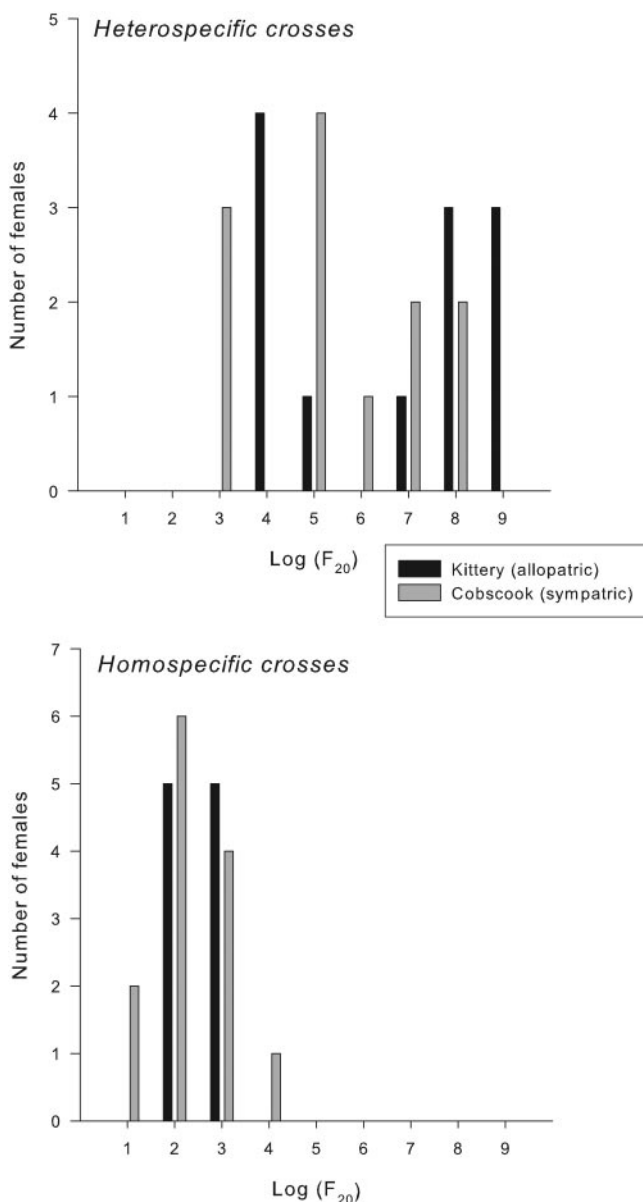 Heterospecific crosses
5
4
3
2
1
0
Number of females
1 2 3 4 5 6 7 8 9
Log (F20)
Kittery (allopatric)
Cobscook (sympatric)
Homospecific crosses
7
6
5
4
3
2
1
0
Number of females
1 2 3 4 5 6 7 8 9
Log (F20)